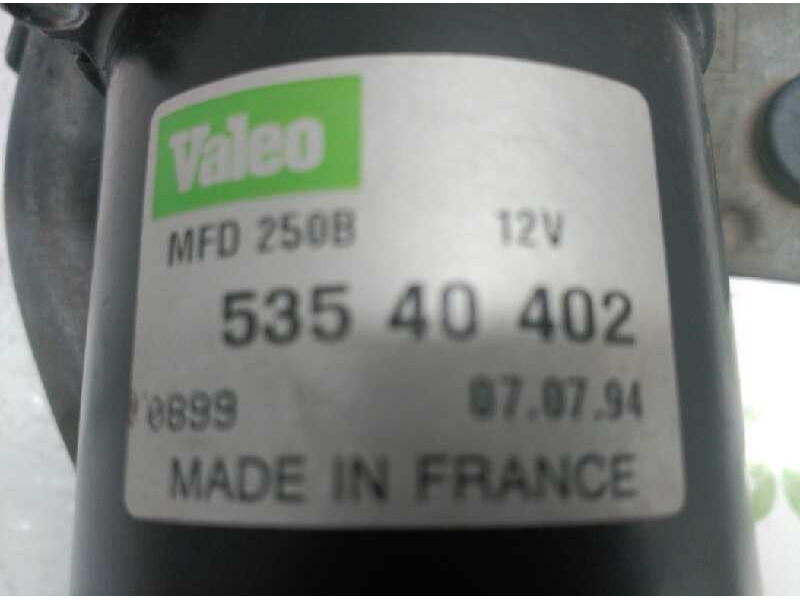 Valeo
MFD 250B 12V
535 40 402
0899 07.07.94
MADE IN FRANCE